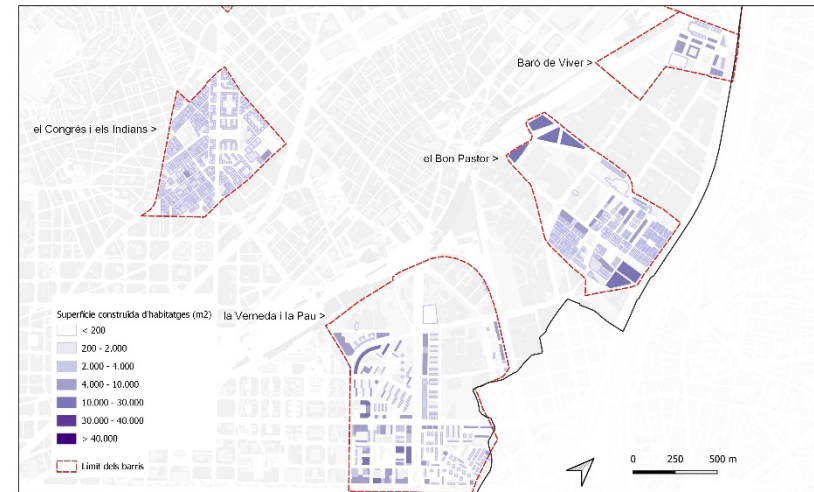 Baró de Viver >
el Congrés i els Indians >
el Bon Pastor >
la Verneda i la Pau >
Superfície construïda d'habitatges (m2)
< 200
200 - 2.000
2.000 - 4.000
4.000 - 10.000
10.000 - 30.000
30.000 - 40.000
> 40.000
Límit dels barris
0 250 500 m